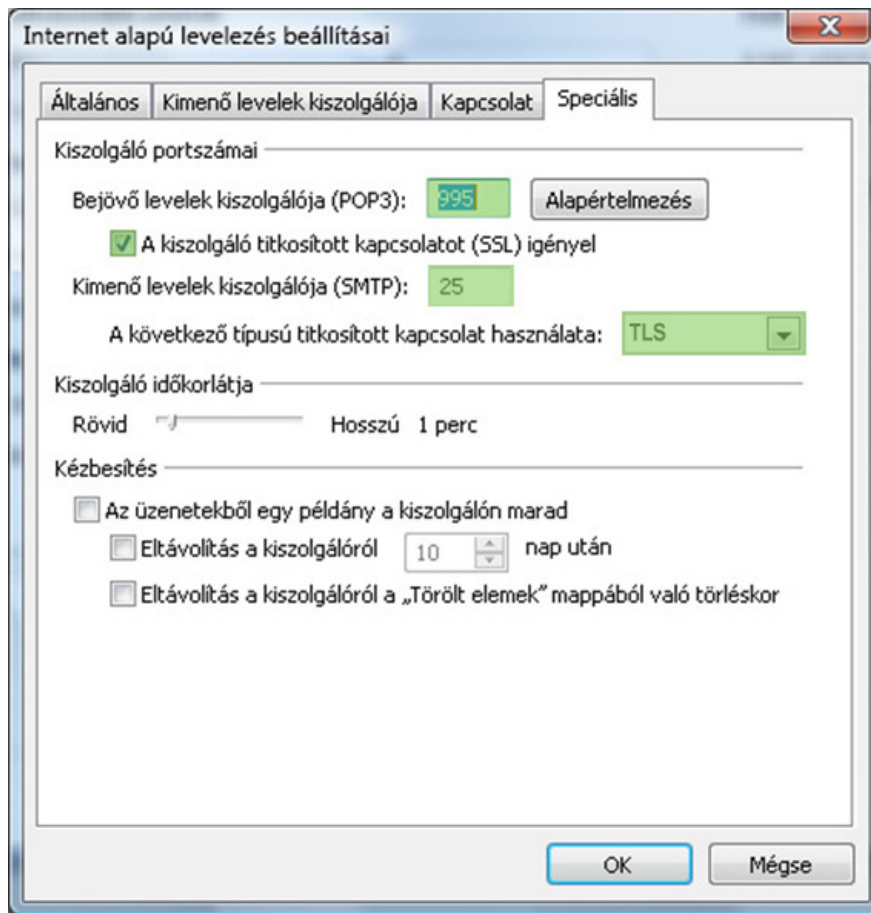 Internet alapú levelezés beállításai
Általános Kimenő levelek kiszolgálója Kapcsolat Speciális
Kiszolgáló portszámai
Bejövő levelek kiszolgálója (POP3): 995 Alapértelmezés
A kiszolgáló titkosított kapcsolatot (SSL) igényel
Kimenő levelek kiszolgálója (SMTP): 25
A következő típusú titkosított kapcsolat használata: TLS
Kiszolgáló időkorlátja
Rövid Hosszú 1 perc
Kézbesítés
Az üzenetekből egy példány a kiszolgálón marad
Eltávolítás a kiszolgálóról 10 nap után
Eltávolítás a kiszolgálóról a „Törölt elemek” mappából való törléskor
OK Mégse